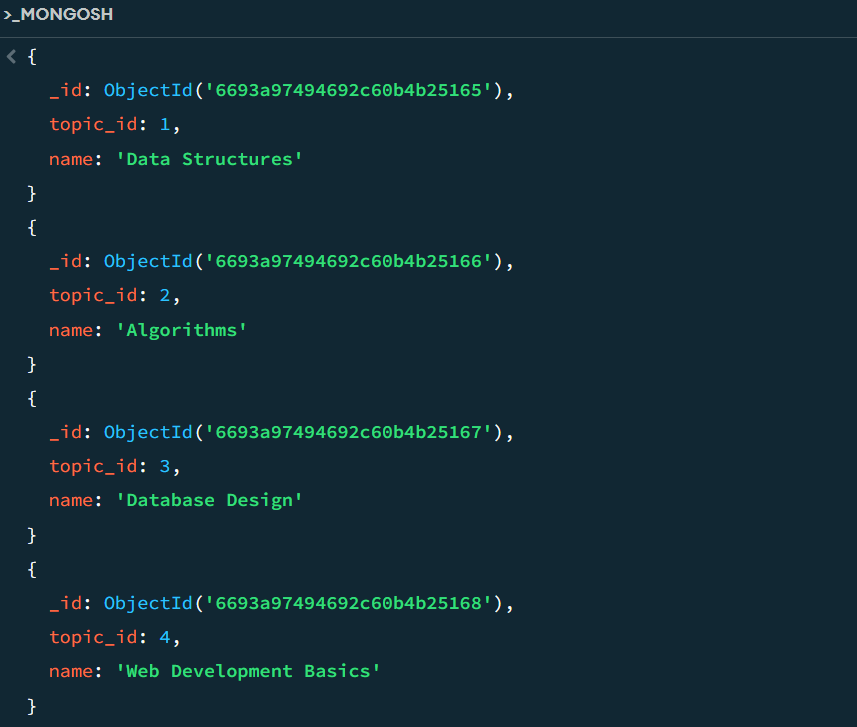 >_MONGOSH
{
_id: ObjectId('6693a97494692c60b4b25165'),
topic_id: 1,
name: 'Data Structures'
}
{
_id: ObjectId('6693a97494692c60b4b25166'),
topic_id: 2,
name: 'Algorithms'
}
{
_id: ObjectId('6693a97494692c60b4b25167'),
topic_id: 3,
name: 'Database Design'
}
{
_id: ObjectId('6693a97494692c60b4b25168'),
topic_id: 4,
name: 'Web Development Basics'
}